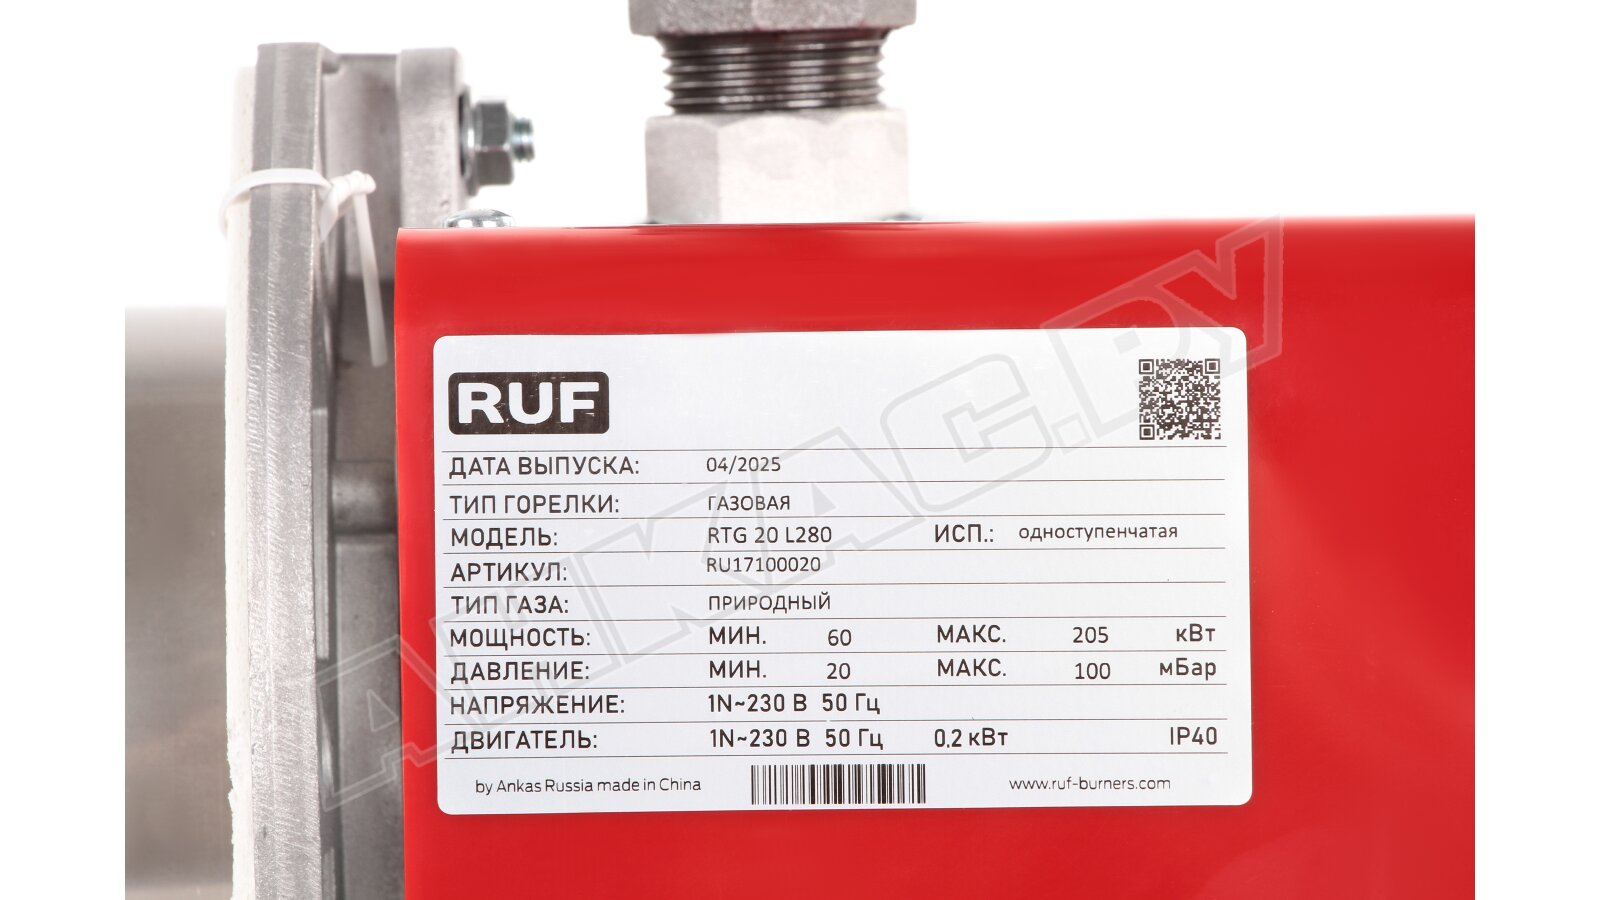 RUF
ДАТА ВЫПУСКА: 04/2025
ТИП ГОРЕЛКИ: ГАЗОВАЯ
МОДЕЛЬ: RTG 20 L280 ИСП.: одноступенчатая
АРТИКУЛ: RU17100020
ТИП ГАЗА: ПРИРОДНЫЙ
МОЩНОСТЬ: МИН. 60 МАКС. 205 кВт
ДАВЛЕНИЕ: МИН. 20 МАКС. 100 мБар
НАПРЯЖЕНИЕ: 1N~230 В 50 Гц
ДВИГАТЕЛЬ: 1N~230 В 50 Гц 0.2 кВт IP40
by Ankas Russia made in China www.ruf-burners.com
АНКАС.РУ